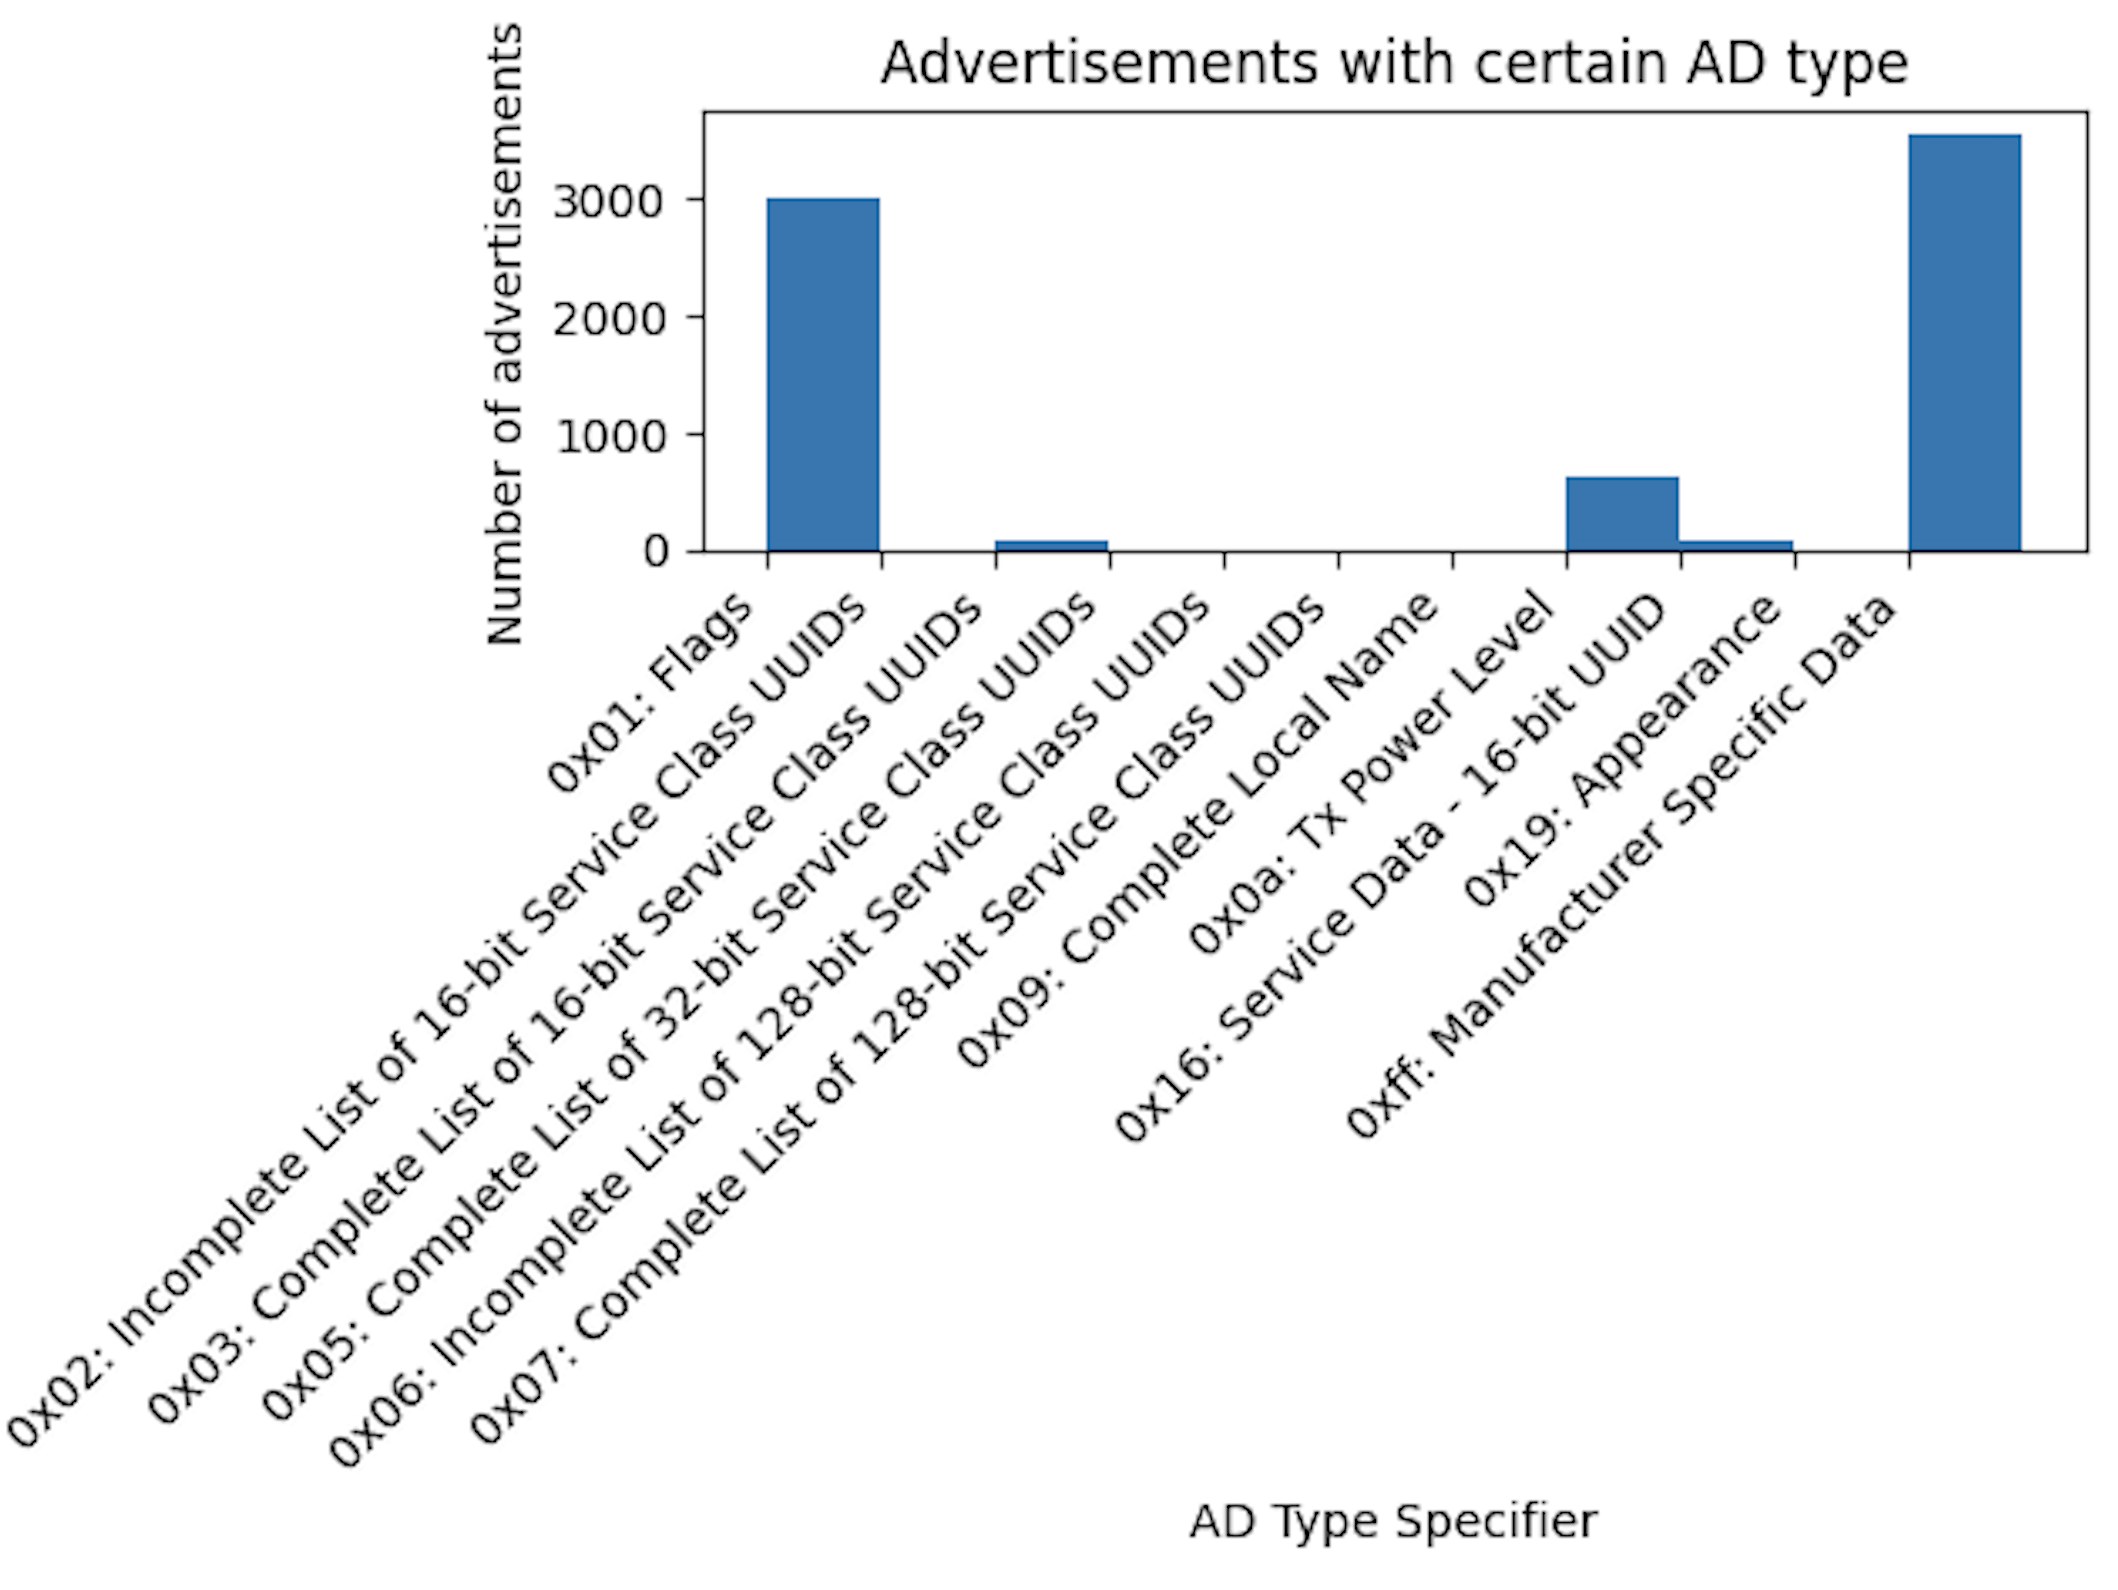 Advertisements with certain AD type
Number of advertisements
3000
2000
1000
0
0x01: Flags
0x02: Incomplete List of 16-bit Service Class UUIDs
0x03: Complete List of 16-bit Service Class UUIDs
0x05: Complete List of 32-bit Service Class UUIDs
0x06: Incomplete List of 128-bit Service Class UUIDs
0x07: Complete List of 128-bit Service Class UUIDs
0x09: Complete Local Name
0x0a: Tx Power Level
0x16: Service Data - 16-bit UUID
0x19: Appearance
0xff: Manufacturer Specific Data
AD Type Specifier